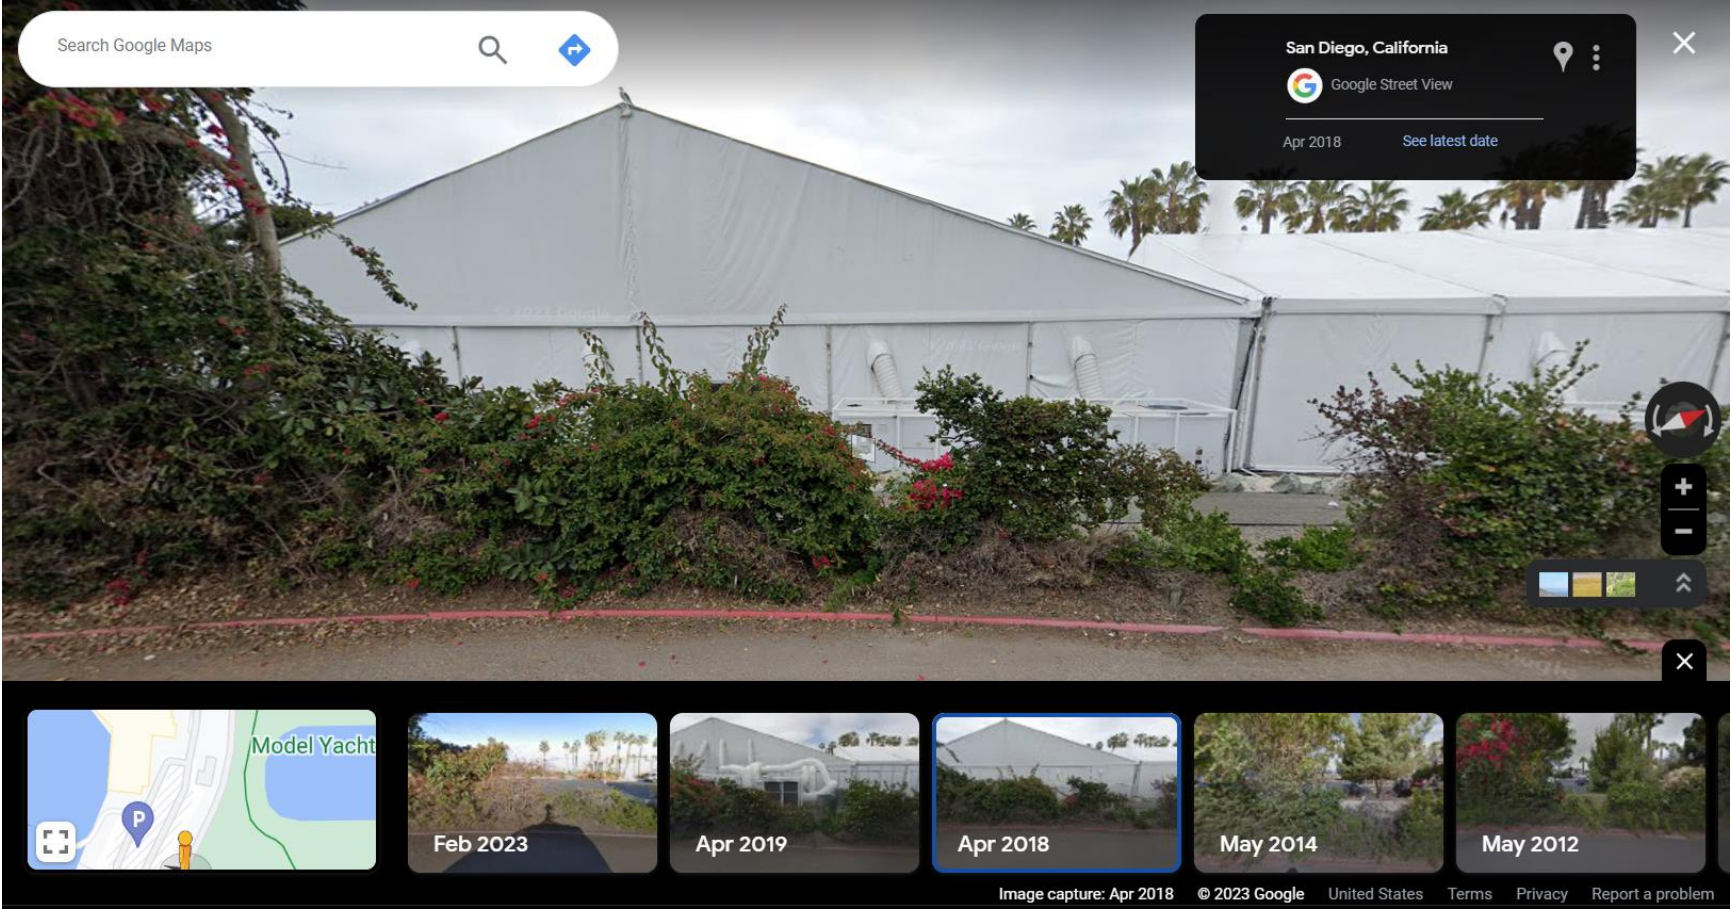 Search Google Maps
San Diego, California
Google Street View
Apr 2018
See latest date
Model Yacht
P
Feb 2023
Apr 2019
Apr 2018
May 2014
May 2012
Image capture: Apr 2018 © 2023 Google United States Terms Privacy Report a problem